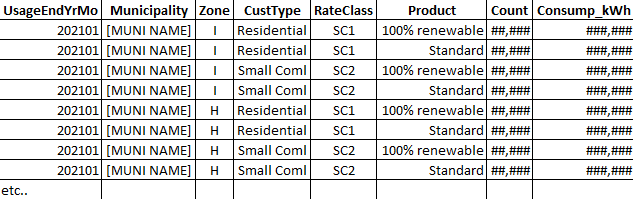 UsageEndYrMo Municipality Zone CustType RateClass Product Count Consump_kWh
202101 [MUNI NAME] I Residential SC1 100% renewable ##,### ###,###
202101 [MUNI NAME] I Residential SC1 Standard ##,### ###,###
202101 [MUNI NAME] I Small Coml SC2 100% renewable ##,### ###,###
202101 [MUNI NAME] I Small Coml SC2 Standard ##,### ###,###
202101 [MUNI NAME] H Residential SC1 100% renewable ##,### ###,###
202101 [MUNI NAME] H Residential SC1 Standard ##,### ###,###
202101 [MUNI NAME] H Small Coml SC2 100% renewable ##,### ###,###
202101 [MUNI NAME] H Small Coml SC2 Standard ##,### ###,###
etc..